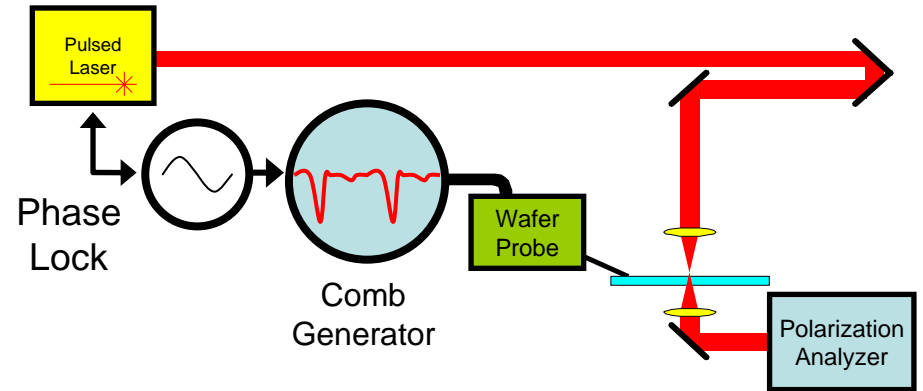 Pulsed
Laser
Phase
Lock
Comb
Generator
Wafer
Probe
Polarization
Analyzer